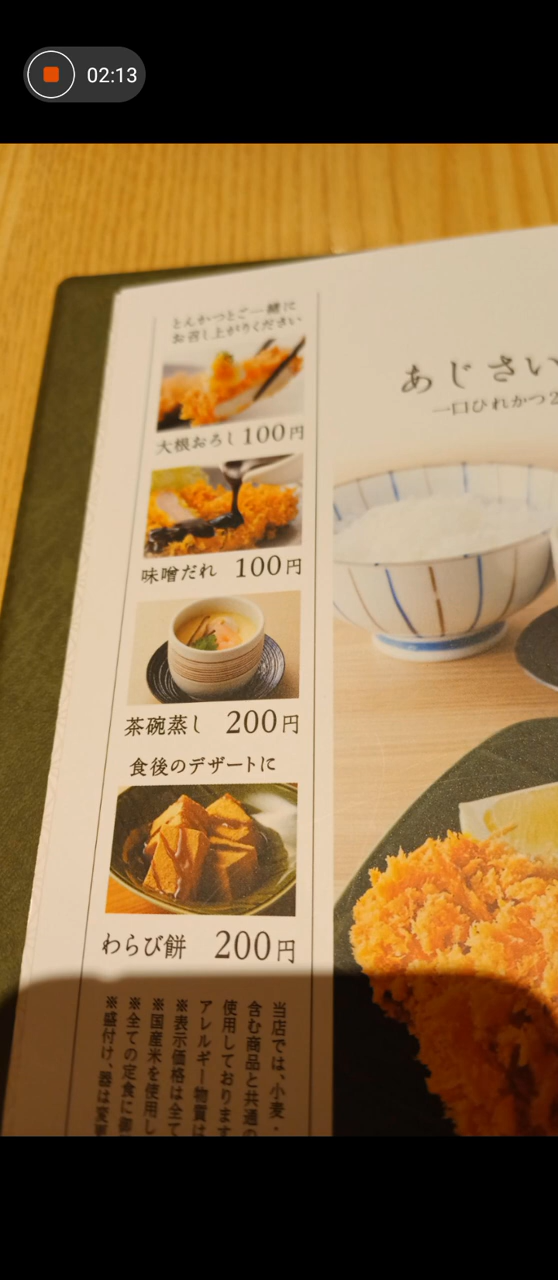 02:13
とんかつとご一緒に
お召し上がりください
大根おろし 100円
味噌だれ 100円
茶碗蒸し 200円
食後のデザートに
わらび餅 200円
あじさい
一口ひれかつ2
当店では、小麦・
含む商品と共通の
使用しております
アレルギー物質は
※表示価格は全て
※国産米を使用し
※全ての定食に御
※盛付け、器は変更